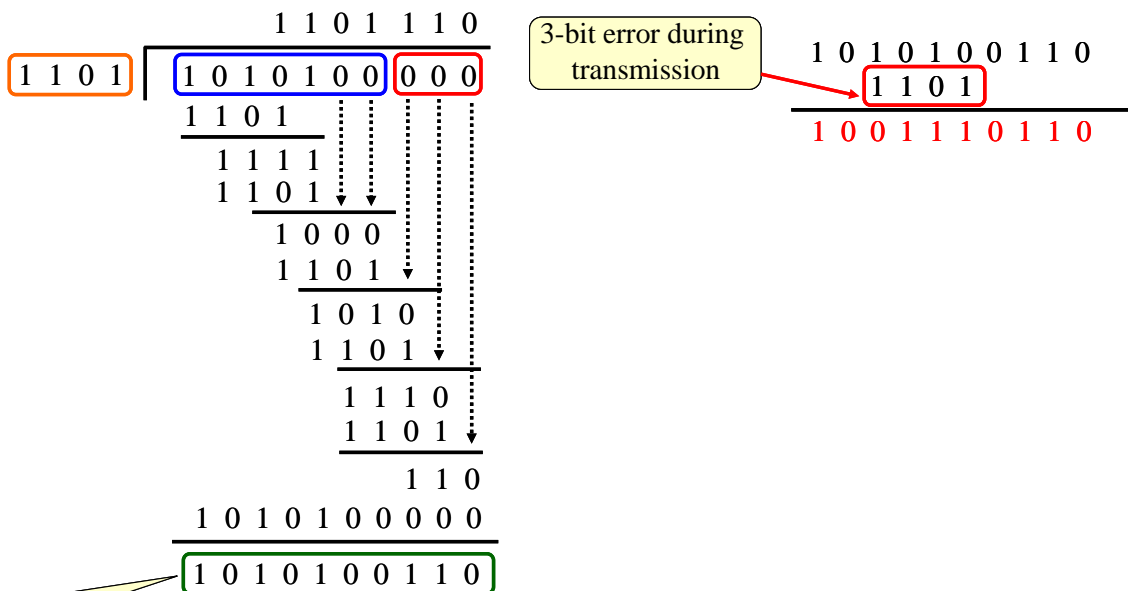 1 1 0 1 1 1 0
1 1 0 1 1 0 1 0 1 0 0 0 0 0
1 1 0 1
1 1 1 1
1 1 0 1
1 0 0 0
1 1 0 1
1 0 1 0
1 1 0 1
1 1 1 0
1 1 0 1
1 1 0
1 0 1 0 1 0 0 0 0 0
1 0 1 0 1 0 0 1 1 0
3-bit error during
transmission
1 0 1 0 1 0 0 1 1 0
1 1 0 1
1 0 0 1 1 1 0 1 1 0